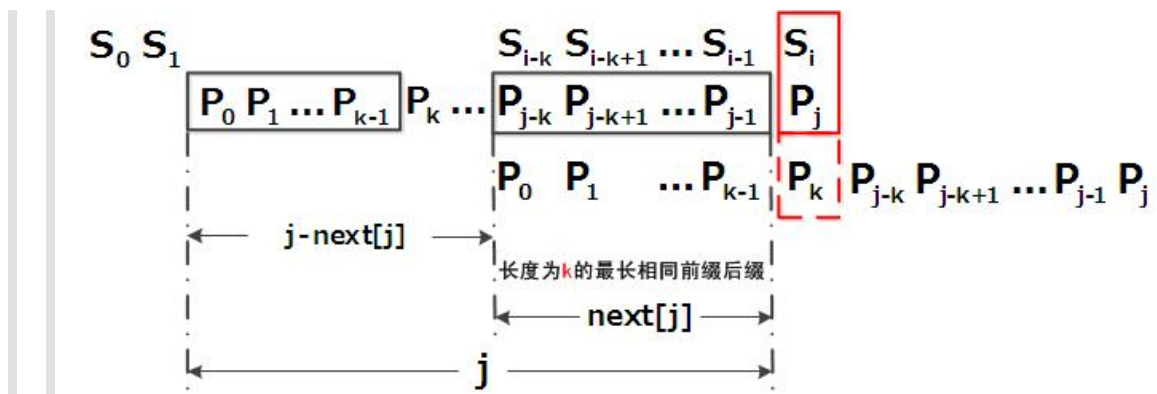 S₀ S₁ Sᵢ₋ₖ Sᵢ₋ₖ₊₁ ... Sᵢ₋₁ Sᵢ
P₀ P₁ ... Pₖ₋₁ Pₖ ... Pⱼ₋ₖ Pⱼ₋ₖ₊₁ ... Pⱼ₋₁ Pⱼ
P₀ P₁ ... Pₖ₋₁ Pₖ Pⱼ₋ₖ Pⱼ₋ₖ₊₁ ... Pⱼ₋₁ Pⱼ
j-next[j]
长度为k的最长相同前缀后缀
next[j]
j